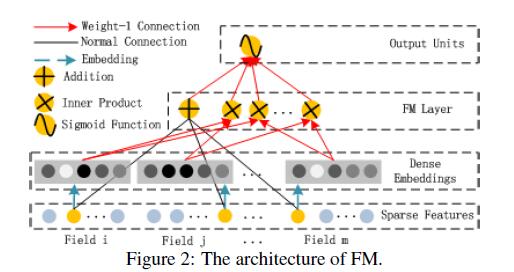 Weight-1 Connection
Normal Connection
Embedding
Addition
Inner Product
Sigmoid Function
Output Units
...
FM Layer
Dense
Embeddings
...
... ... ... ... Sparse Features
Field i Field j ... Field m
Figure 2: The architecture of FM.